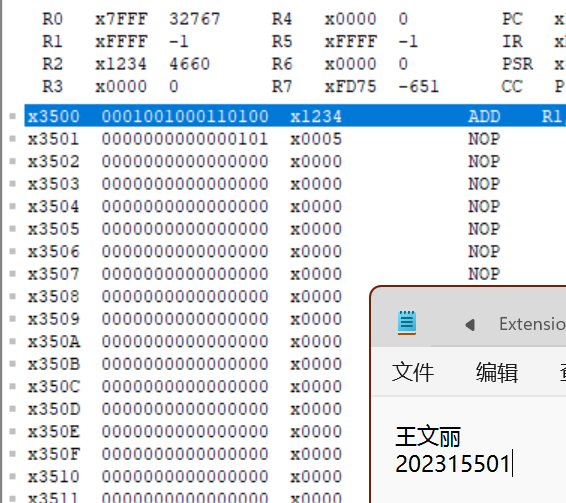 R0 x7FFF 32767 R4 x0000 0 PC x
R1 xFFFF -1 R5 xFFFF -1 IR x
R2 x1234 4660 R6 x0000 0 PSR x
R3 x0000 0 R7 xFD75 -651 CC P
x3500 0001001000110100 x1234 ADD R1,
x3501 0000000000000101 x0005 NOP
x3502 0000000000000000 x0000 NOP
x3503 0000000000000000 x0000 NOP
x3504 0000000000000000 x0000 NOP
x3505 0000000000000000 x0000 NOP
x3506 0000000000000000 x0000 NOP
x3507 0000000000000000 x0000 NOP
x3508 0000000000000000 x0000
x3509 0000000000000000 x0000
x350A 0000000000000000 x0000
x350B 0000000000000000 x0000
x350C 0000000000000000 x0000
x350D 0000000000000000 x0000
x350E 0000000000000000 x0000
x350F 0000000000000000 x0000
x3510 0000000000000000 x0000
x3511 0000000000000000 x0000
Extensio
文件 编辑
王文丽
202315501